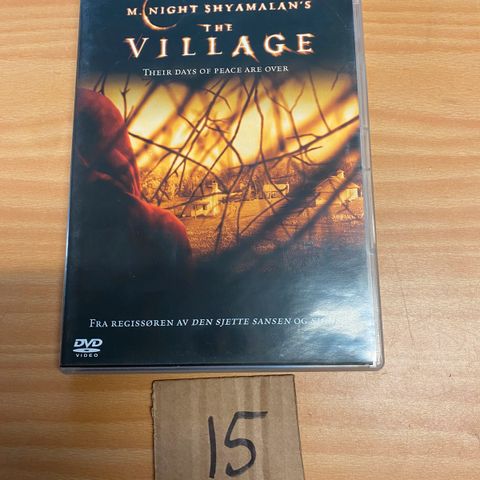 M. NIGHT SHYAMALAN'S
THE
VILLAGE
THEIR DAYS OF PEACE ARE OVER
FRA REGISSØREN AV DEN SJETTE SANSEN OG
DVD
VIDEO
15